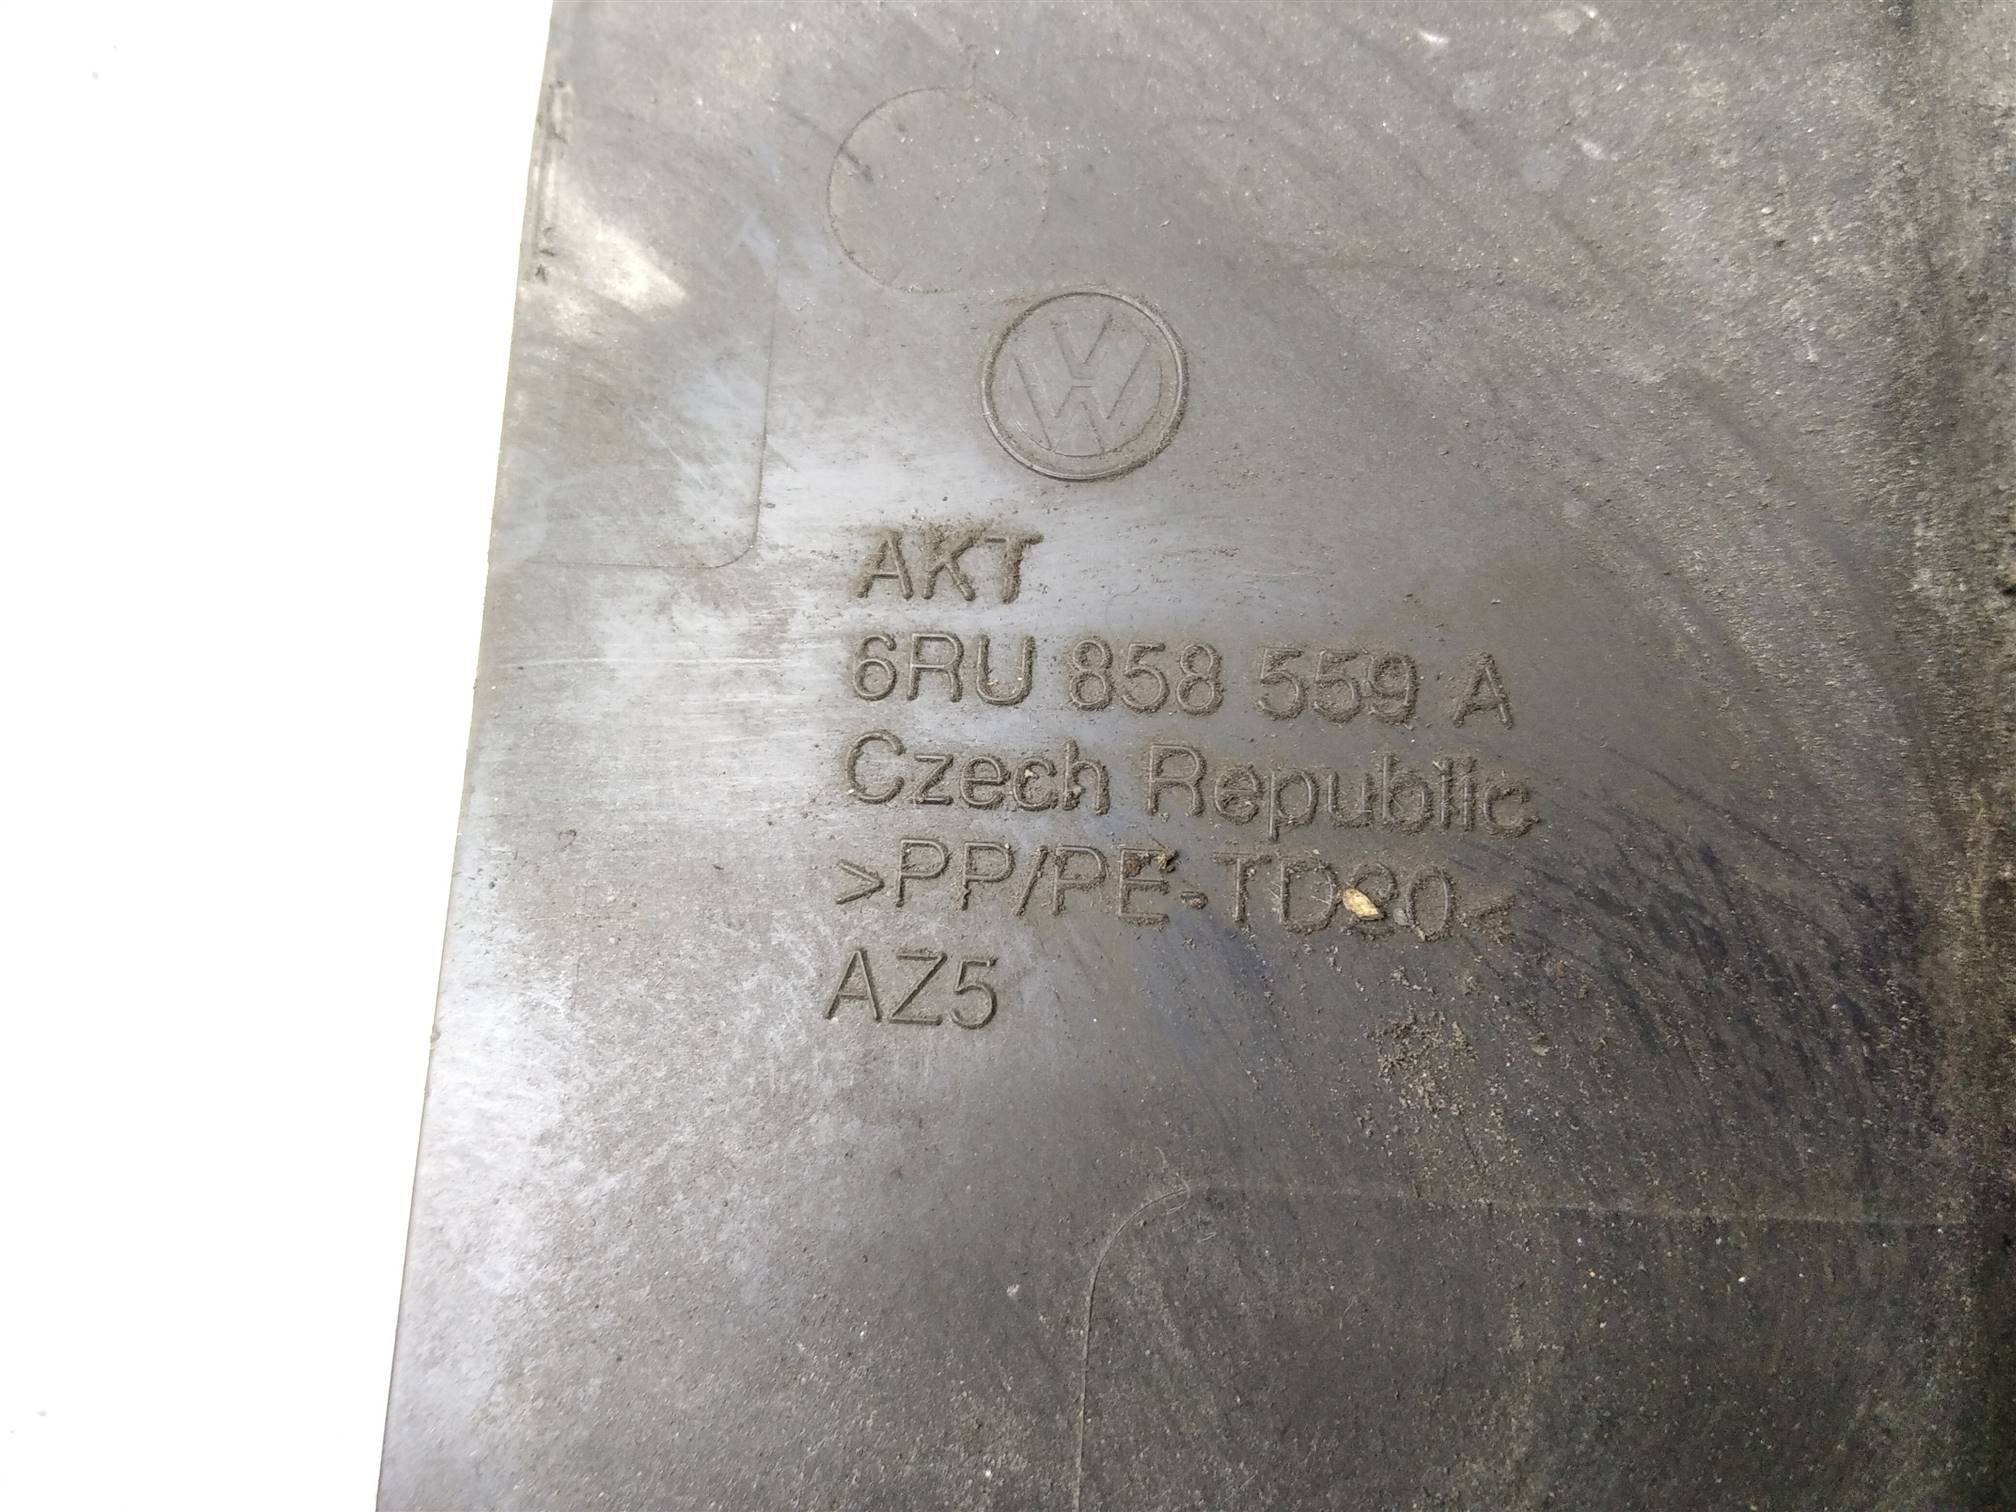 AKT
6RU 858 559 A
Czech Republic
>PP/PE-TD20<
AZ5